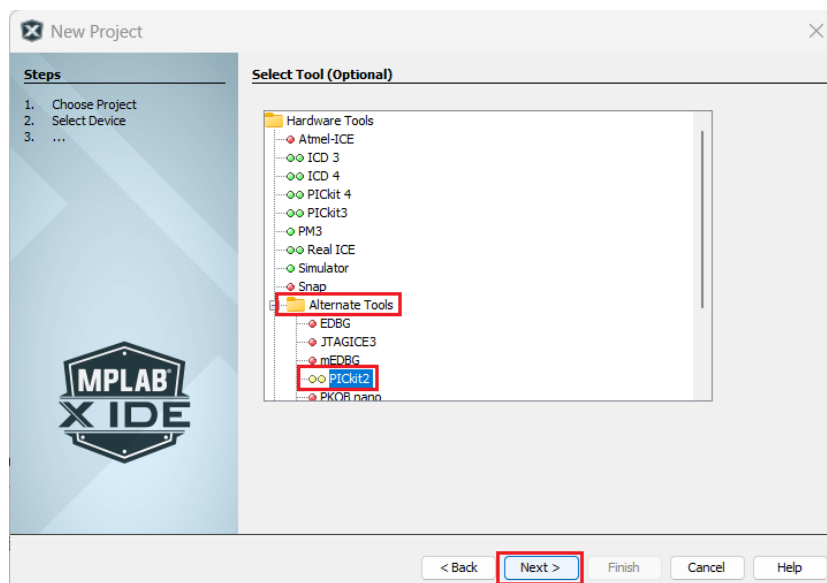 New Project
Steps
1. Choose Project
2. Select Device
3. ...
MPLAB
X IDE
Select Tool (Optional)
Hardware Tools
Atmel-ICE
ICD 3
ICD 4
PICkit 4
PICkit3
PM3
Real ICE
Simulator
Snap
Alternate Tools
EDBG
JTAGICE3
mEDBG
PICkit2
PKOB nano
< Back Next > Finish Cancel Help